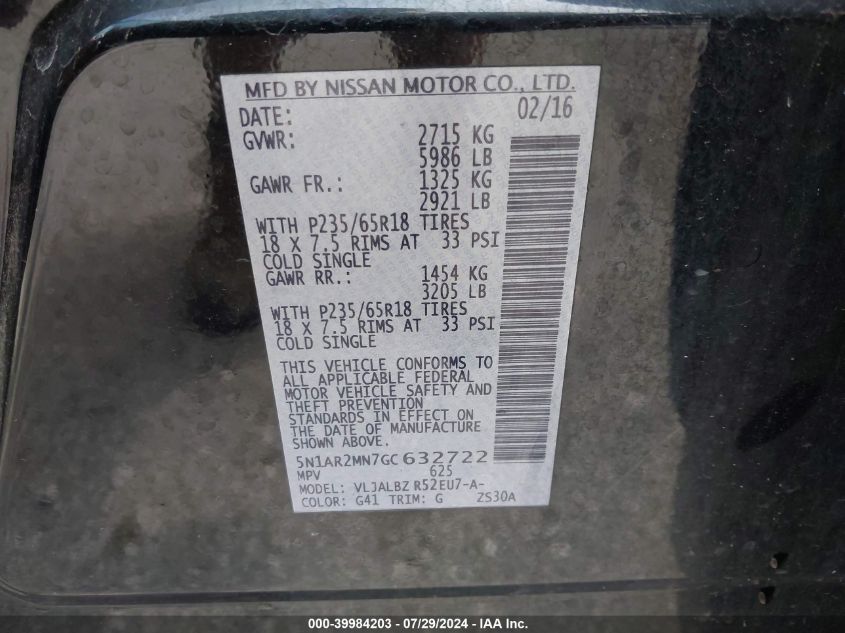 MFD BY NISSAN MOTOR CO., LTD.
DATE: 02/16
GVWR: 2715 KG
5986 LB
GAWR FR.: 1325 KG
2921 LB
WITH P235/65R18 TIRES
18 X 7.5 RIMS AT 33 PSI
COLD SINGLE
GAWR RR.: 1454 KG
3205 LB
WITH P235/65R18 TIRES
18 X 7.5 RIMS AT 33 PSI
COLD SINGLE
THIS VEHICLE CONFORMS TO
ALL APPLICABLE FEDERAL
MOTOR VEHICLE SAFETY AND
THEFT PREVENTION
STANDARDS IN EFFECT ON
THE DATE OF MANUFACTURE
SHOWN ABOVE.
5N1AR2MN7GC632722
MPV 625
MODEL: VLJALBZ R52EU7-A-
COLOR: G41 TRIM: G ZS30A
000-39984203 - 07/29/2024 - IAA Inc.